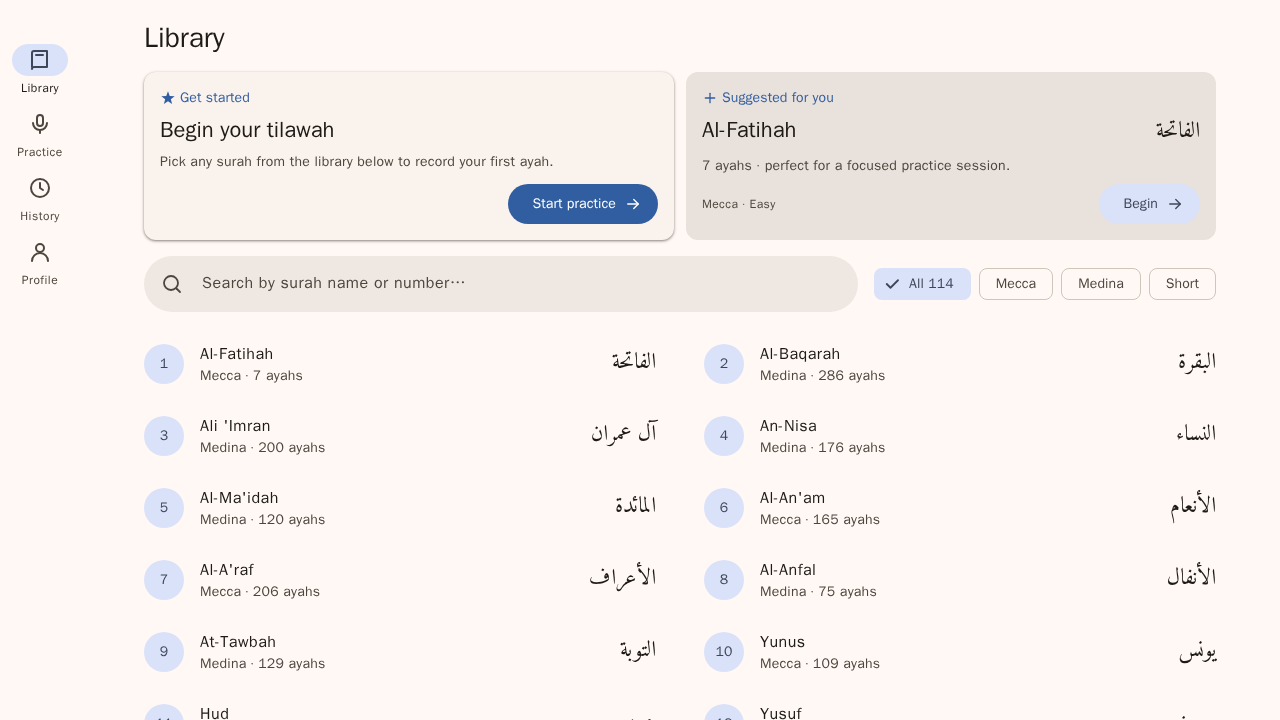 Library
Library
Practice
History
Profile
Get started
Begin your tilawah
Pick any surah from the library below to record your first ayah.
Start practice
Suggested for you
Al-Fatihah
الفاتحة
7 ayahs · perfect for a focused practice session.
Mecca · Easy
Begin
Search by surah name or number…
All 114
Mecca
Medina
Short
1
Al-Fatihah
Mecca · 7 ayahs
الفاتحة
2
Al-Baqarah
Medina · 286 ayahs
البقرة
3
Ali 'Imran
Medina · 200 ayahs
آل عمران
4
An-Nisa
Medina · 176 ayahs
النساء
5
Al-Ma'idah
Medina · 120 ayahs
المائدة
6
Al-An'am
Mecca · 165 ayahs
الأنعام
7
Al-A'raf
Mecca · 206 ayahs
الأعراف
8
Al-Anfal
Medina · 75 ayahs
الأنفال
9
At-Tawbah
Medina · 129 ayahs
التوبة
10
Yunus
Mecca · 109 ayahs
يونس
Hud
Yusuf